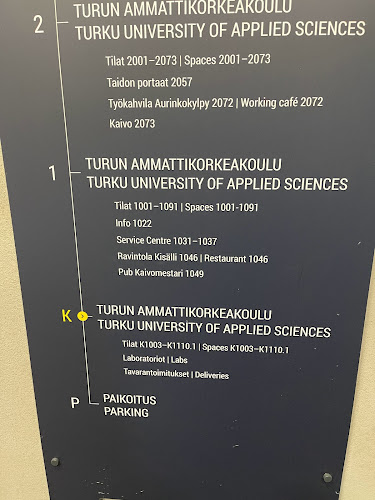 2 TURUN AMMATTIKORKEAKOULU
TURKU UNIVERSITY OF APPLIED SCIENCES
Tilat 2001–2073 | Spaces 2001–2073
Taidon portaat 2057
Työkahvila Aurinkokylpy 2072 | Working café 2072
Kaivo 2073
1 TURUN AMMATTIKORKEAKOULU
TURKU UNIVERSITY OF APPLIED SCIENCES
Tilat 1001–1091 | Spaces 1001-1091
Info 1022
Service Centre 1031–1037
Ravintola Kisälli 1046 | Restaurant 1046
Pub Kaivomestari 1049
K TURUN AMMATTIKORKEAKOULU
TURKU UNIVERSITY OF APPLIED SCIENCES
Tilat K1003–K1110.1 | Spaces K1003–K1110.1
Laboratoriot | Labs
Tavarantoimitukset | Deliveries
P PAIKOITUS
PARKING